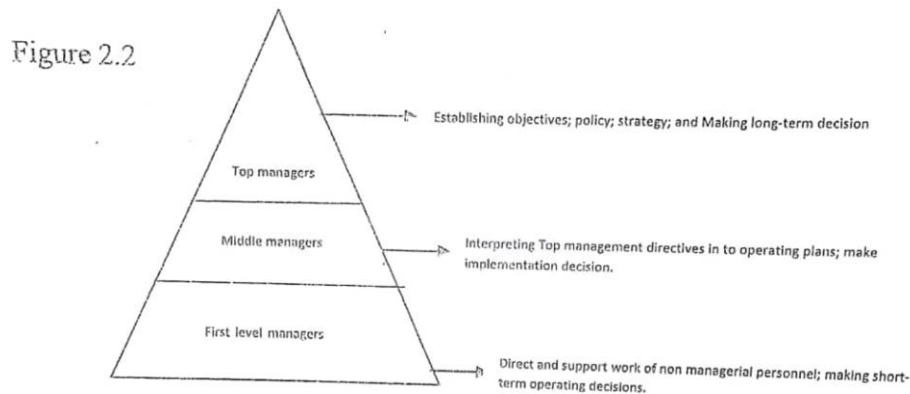 Figure 2.2
Establishing objectives; policy; strategy; and Making long-term decision
Top managers
Middle managers
Interpreting Top management directives in to operating plans; make
implementation decision.
First level managers
Direct and support work of non managerial personnel; making short-
term operating decisions.